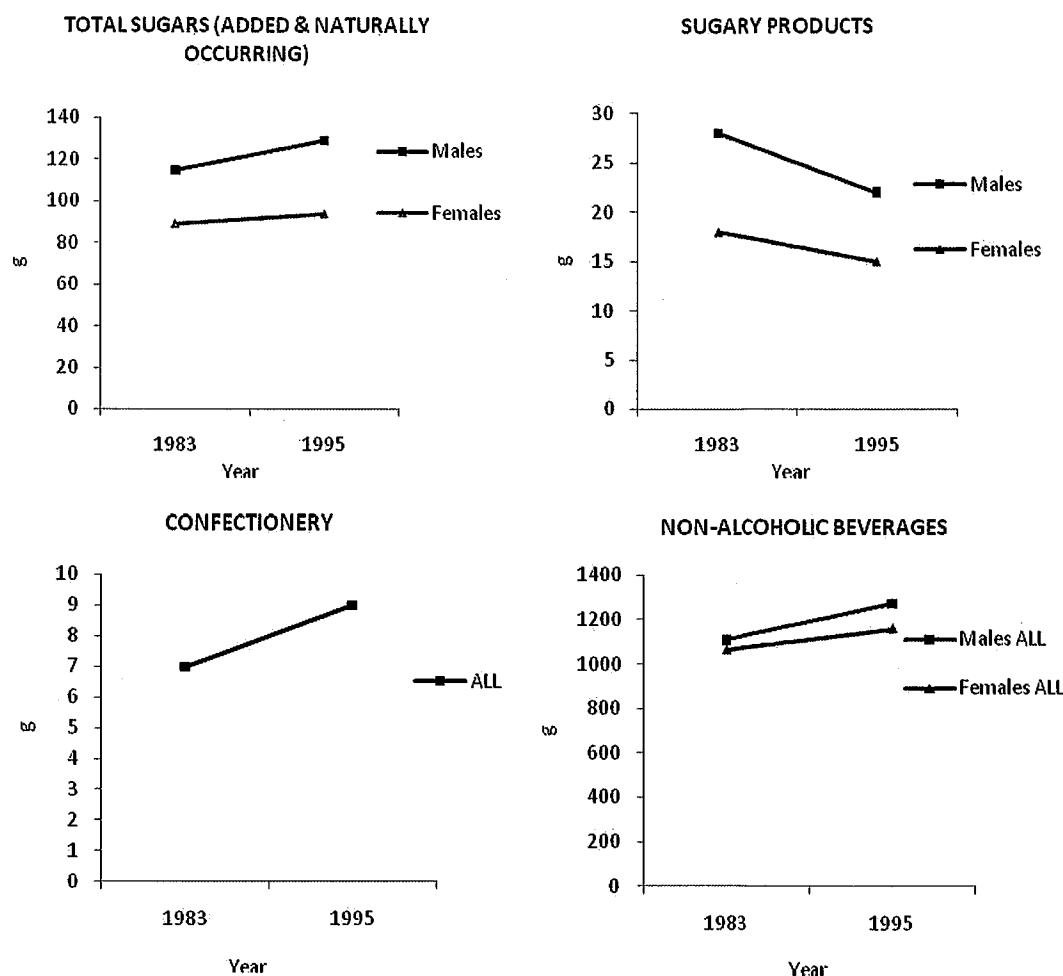 TOTAL SUGARS (ADDED & NATURALLY
OCCURRING)
140
120
100
80
60
40
20
0
g
1983
1995
Year
Males
Females
SUGARY PRODUCTS
30
25
20
15
10
5
0
g
1983
1995
Year
Males
Females
CONFECTIONERY
10
9
8
7
6
5
4
3
2
1
0
g
1983
1995
Year
ALL
NON-ALCOHOLIC BEVERAGES
1400
1200
1000
800
600
400
200
0
g
1983
1995
Year
Males ALL
Females ALL